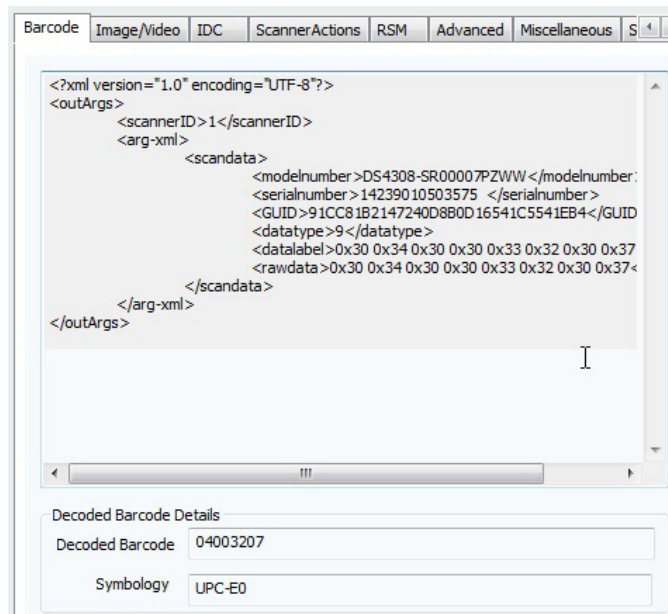 Barcode Image/Video IDC ScannerActions RSM Advanced Miscellaneous S
<?xml version="1.0" encoding="UTF-8"?>
<outArgs>
<scannerID>1</scannerID>
<arg-xml>
<scandata>
<modelnumber>DS4308-SR00007PZWW</modelnumber>
<serialnumber>14239010503575  </serialnumber>
<GUID>91CC81B2147240D8B0D16541C5541EB4</GUID
<datatype>9</datatype>
<datalabel>0x30 0x34 0x30 0x30 0x33 0x32 0x30 0x37
<rawdata>0x30 0x34 0x30 0x30 0x33 0x32 0x30 0x37<
</scandata>
</arg-xml>
</outArgs>
Decoded Barcode Details
Decoded Barcode 04003207
Symbology UPC-E0